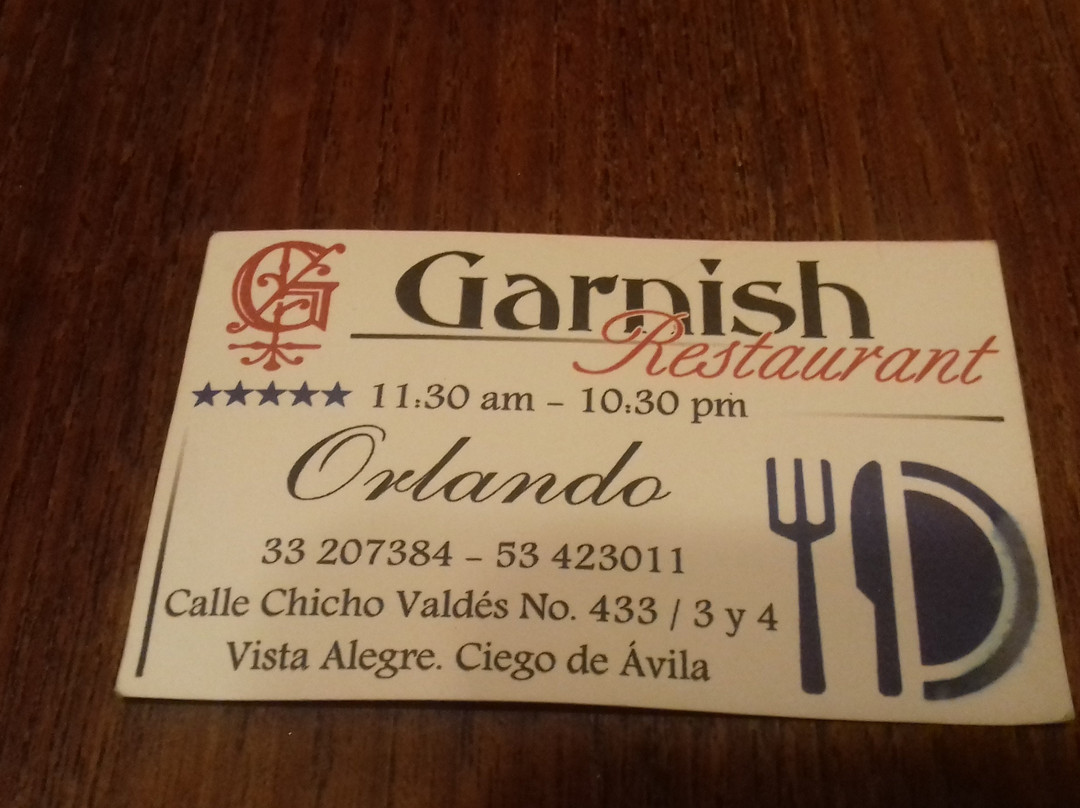 G
Garnish
Restaurant
★★★★★ 11:30 am - 10:30 pm
Orlando
33 207384 - 53 423011
Calle Chicho Valdés No. 433 / 3 y 4
Vista Alegre. Ciego de Ávila